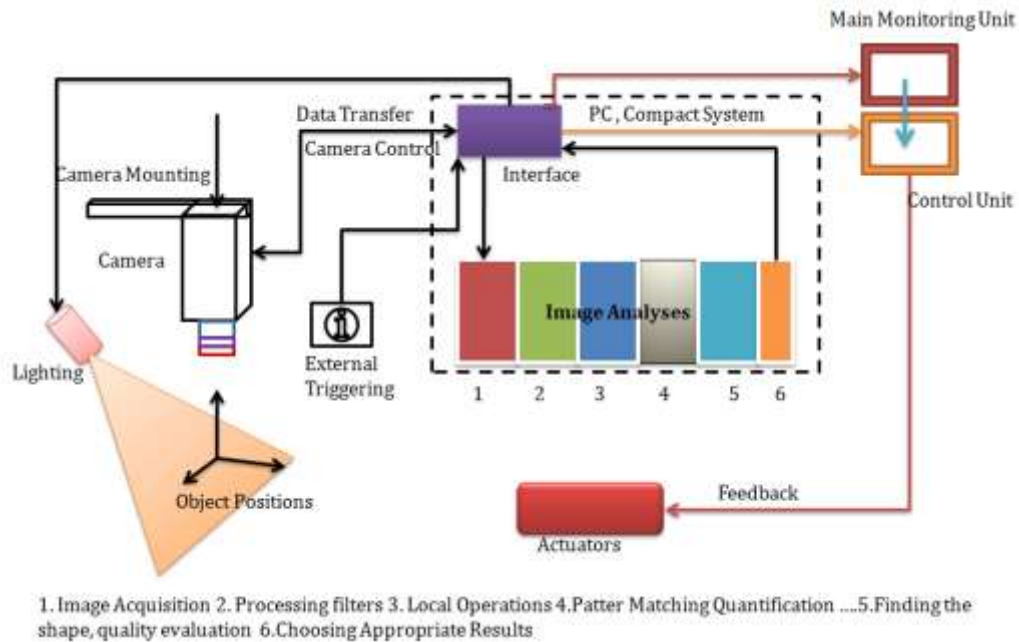 Main Monitoring Unit
Data Transfer
PC , Compact System
Camera Control
Camera Mounting
Interface
Control Unit
Camera
Image Analyses
External
Triggering
Lighting
1 2 3 4 5 6
Object Positions
Feedback
Actuators
1. Image Acquisition 2. Processing filters 3. Local Operations 4.Patter Matching Quantification ....5.Finding the
shape, quality evaluation 6.Choosing Appropriate Results